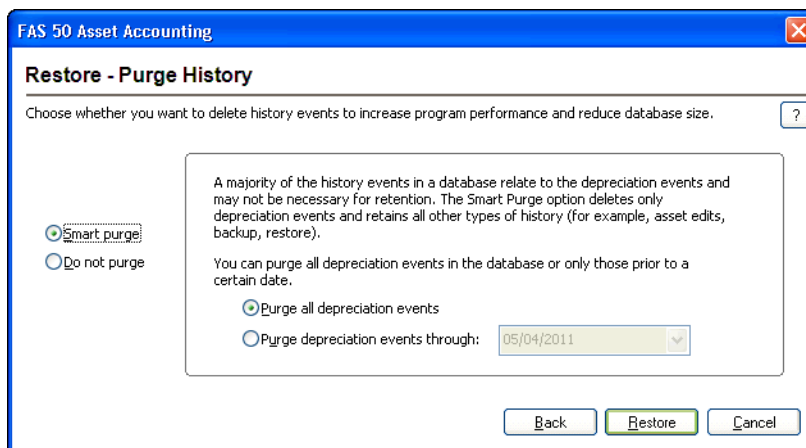 FAS 50 Asset Accounting
Restore - Purge History
Choose whether you want to delete history events to increase program performance and reduce database size.
?
A majority of the history events in a database relate to the depreciation events and
may not be necessary for retention. The Smart Purge option deletes only
depreciation events and retains all other types of history (for example, asset edits,
backup, restore).
Smart purge
Do not purge
You can purge all depreciation events in the database or only those prior to a
certain date.
Purge all depreciation events
Purge depreciation events through: 05/04/2011
Back Restore Cancel